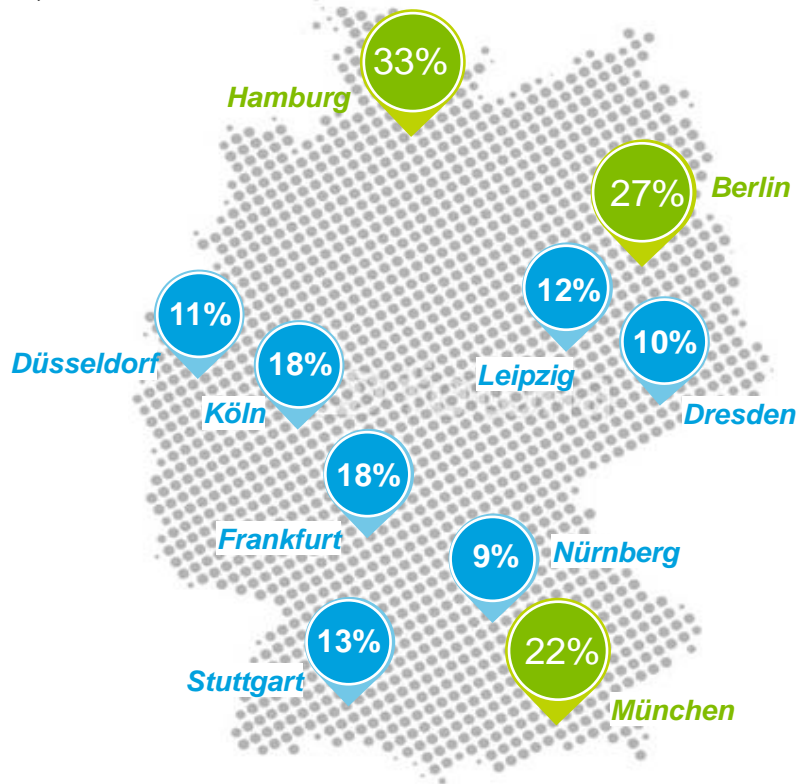 33%
Hamburg
27%
Berlin
12%
11%
10%
Düsseldorf
18%
Leipzig
Köln
Dresden
18%
Frankfurt
9%
Nürnberg
13%
22%
Stuttgart
München